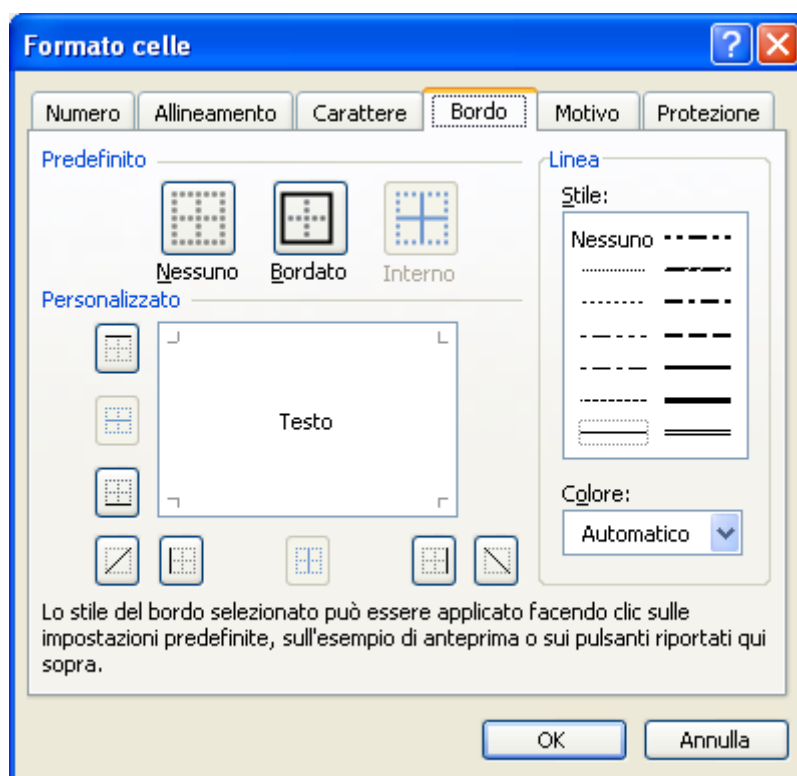 Formato celle
Numero Allineamento Carattere Bordo Motivo Protezione
Predefinito
Nessuno Bordato Interno
Personalizzato
Testo
Linea
Stile:
Nessuno
Colore:
Automatico
Lo stile del bordo selezionato può essere applicato facendo clic sulle
impostazioni predefinite, sull'esempio di anteprima o sui pulsanti riportati qui
sopra.
OK Annulla